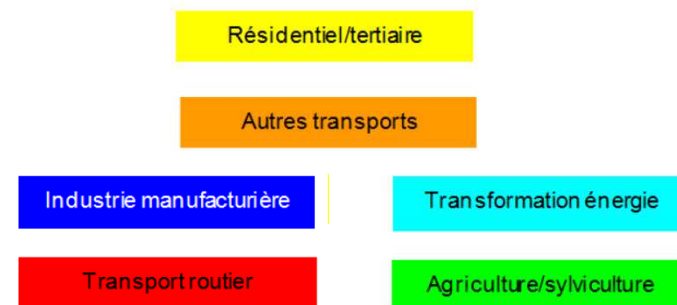 Résidentiel/tertiaire
Autres transports
Industrie manufacturière
Transformation énergie
Transport routier
Agriculture/sylviculture